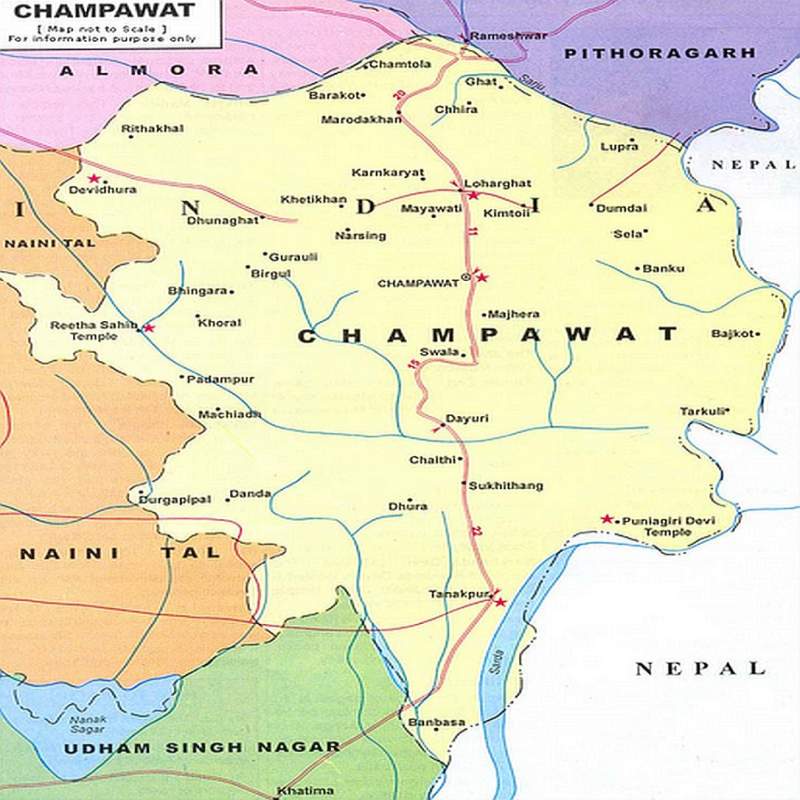 CHAMPAWAT
[ Map not to Scale ]
For information purpose only
Rameshwar
PITHORAGARH
ALMORA
Chamtola
Ghat
Sarju
Barakot
Chhira
20
Marodakhan
Rithakhal
Lupra
NEPAL
Karnkaryat
Loharghat
Devidhura
Khetikhan
I N D I A
Mayawati
Kimtoli
Dumdai
Dhunaghat
11
Narsing
Sela
NAINI TAL
Gurauli
Birgul
Banku
CHAMPAWAT
Bhingara
Khoral
Majhera
Reetha Sahib
Temple
CHAMPAWAT
Bajkot
Swala
15
Padampur
Machiadh
Dayuri
Tarkuli
Chaithi
Durgapipal
Danda
Sukhithang
Dhura
Puniagiri Devi
Temple
22
NAINI TAL
Tanakpur
Sarda
NEPAL
Nanak
Sagar
Banbasa
UDHAM SINGH NAGAR
Khatima